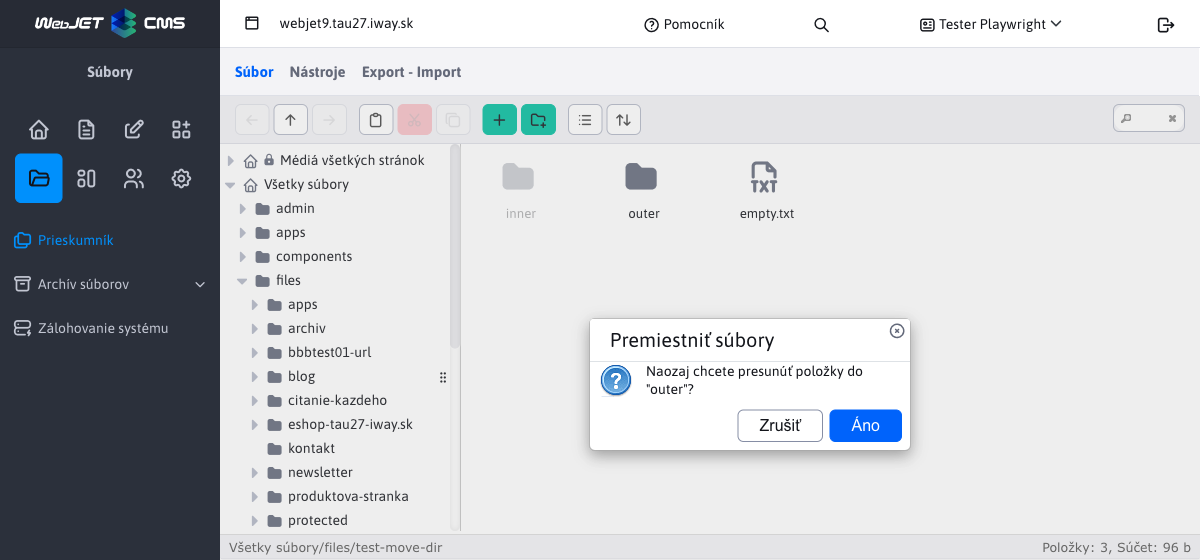 WebJET CMS
webjet9.tau27.iway.sk
Pomocník
Tester Playwright
Súbory
Súbor Nástroje Export - Import
Prieskumník
Archív súborov
Zálohovanie systému
Médiá všetkých stránok
Všetky súbory
admin
apps
components
files
apps
archiv
bbbtest01-url
blog
citanie-kazdeho
eshop-tau27-iway.sk
kontakt
newsletter
produktova-stranka
protected
inner
outer
TXT
empty.txt
Premiestniť súbory
Naozaj chcete presunúť položky do
"outer"?
Zrušiť
Áno
Všetky súbory/files/test-move-dir
Položky: 3, Súčet: 96 b